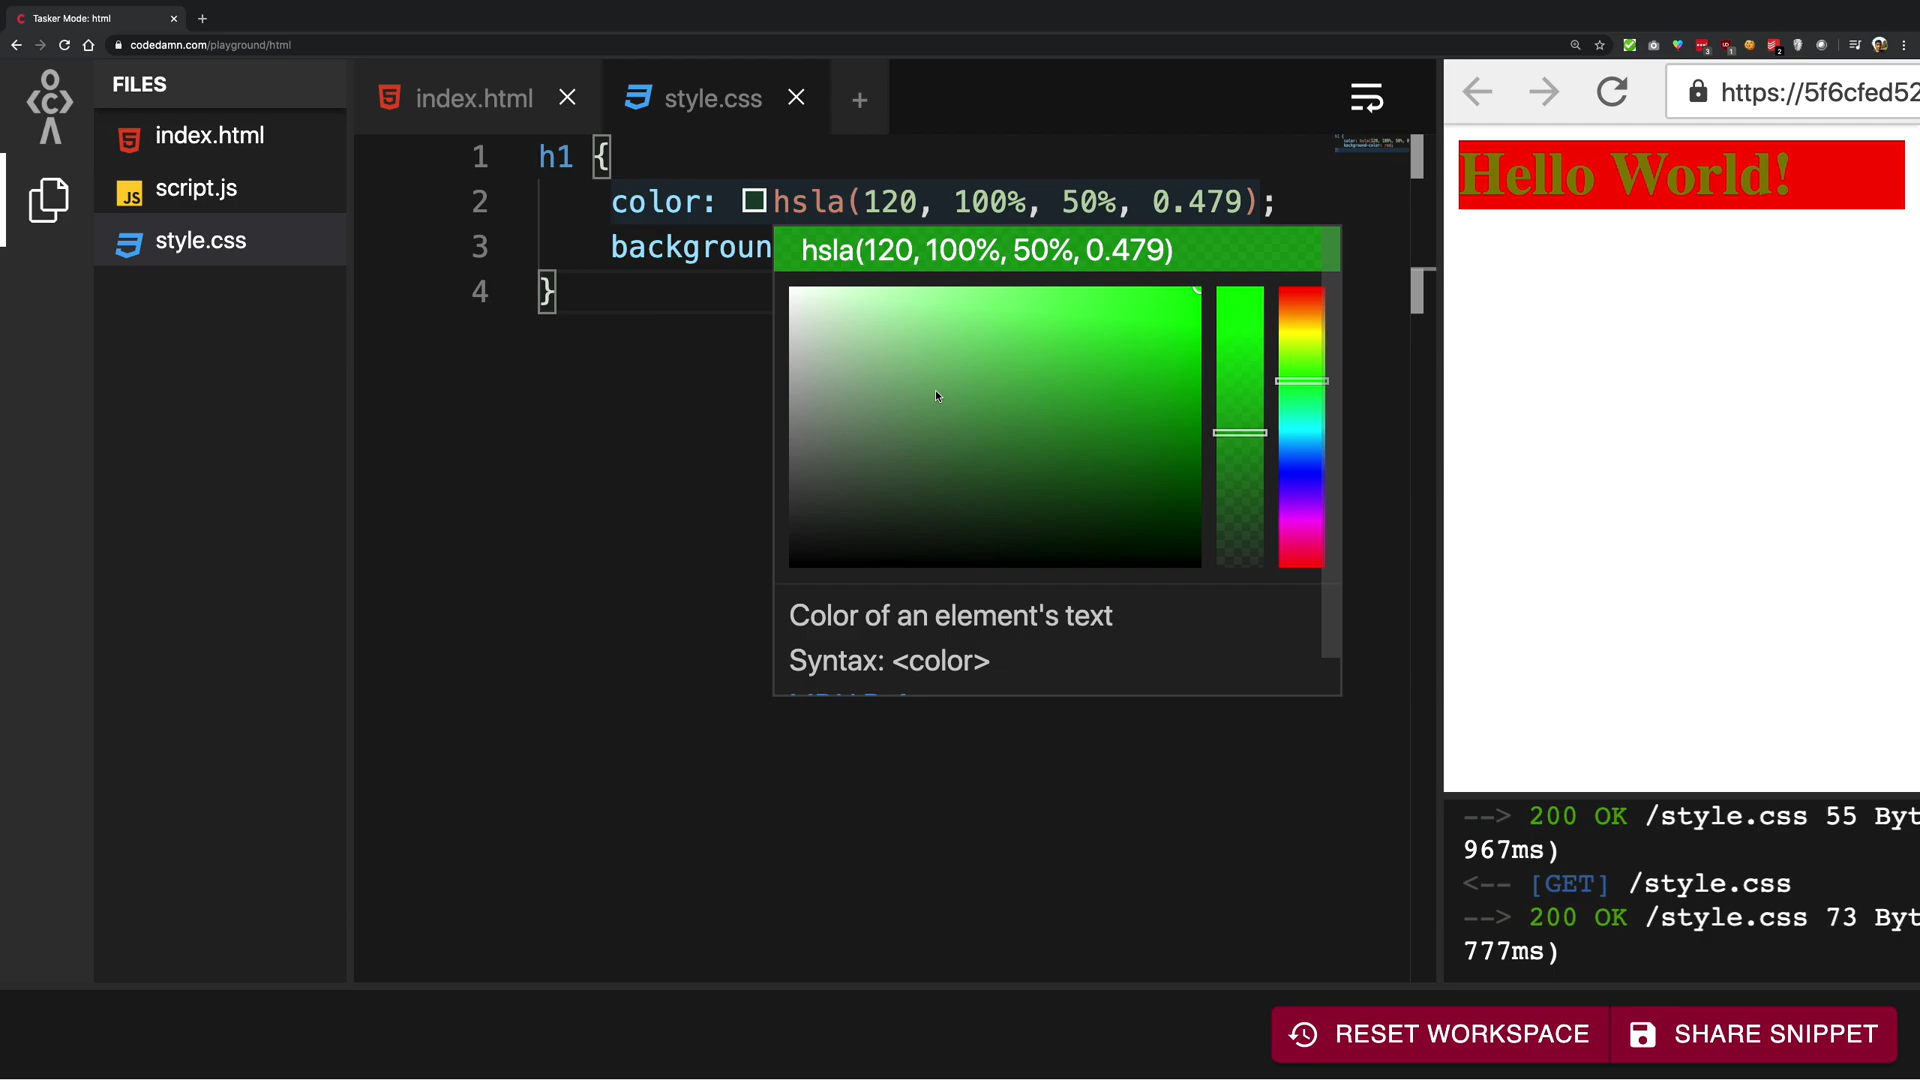 Tasker Mode: html
codedamn.com/playground/html
FILES
index.html
script.js
style.css
index.html
style.css
1 h1 {
2 color: hsla(120, 100%, 50%, 0.479);
3 backgroun
4 }
hsla(120, 100%, 50%, 0.479)
Color of an element's text
Syntax: <color>
https://5f6cfed52
Hello World!
--> 200 OK /style.css 55 Byt
967ms)
<-- [GET] /style.css
--> 200 OK /style.css 73 Byt
777ms)
RESET WORKSPACE
SHARE SNIPPET